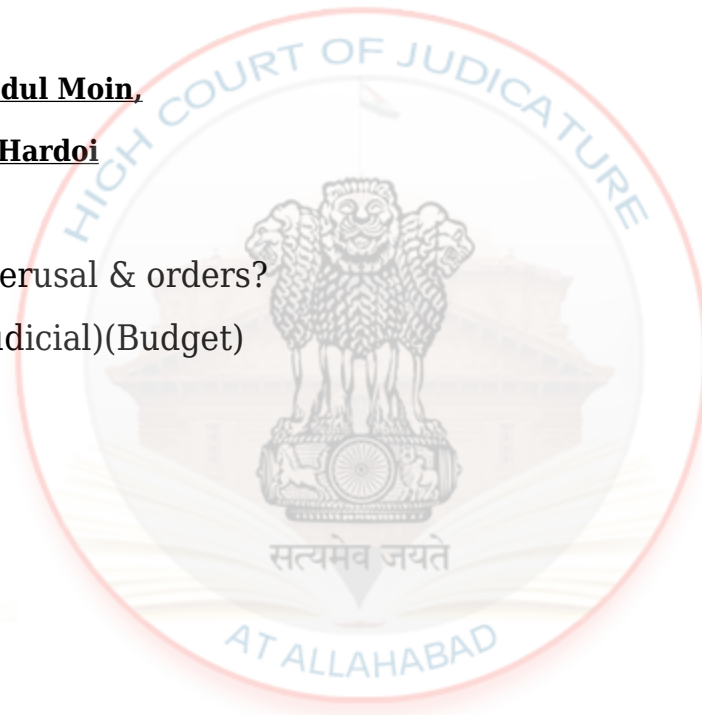 HIGH COURT OF JUDICATURE
dul Moin,
Hardoi
erusal & orders?
dicial)(Budget)
सत्यमेव जयते
AT ALLAHABAD